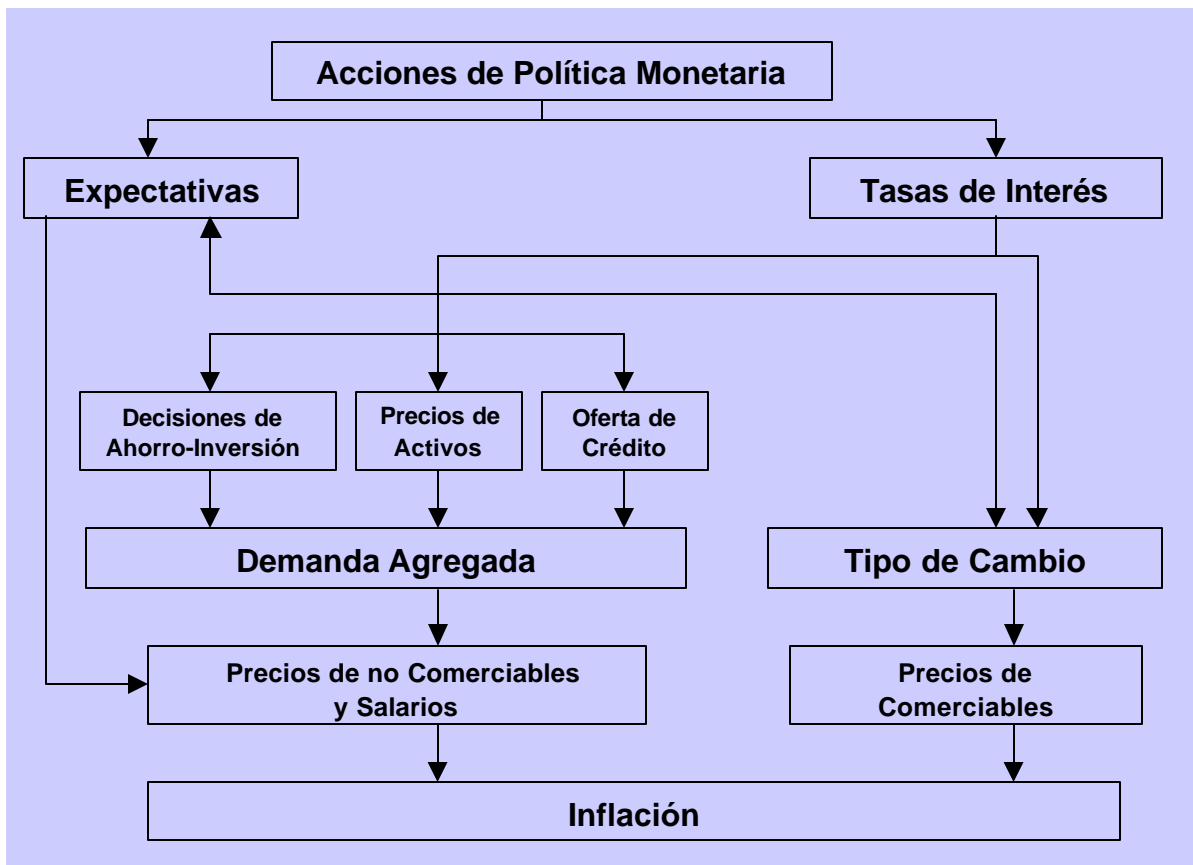 Acciones de Política Monetaria
Expectativas
Tasas de Interés
Decisiones de
Ahorro-Inversión
Precios de
Activos
Oferta de
Crédito
Demanda Agregada
Tipo de Cambio
Precios de no Comerciables
y Salarios
Precios de
Comerciables
Inflación